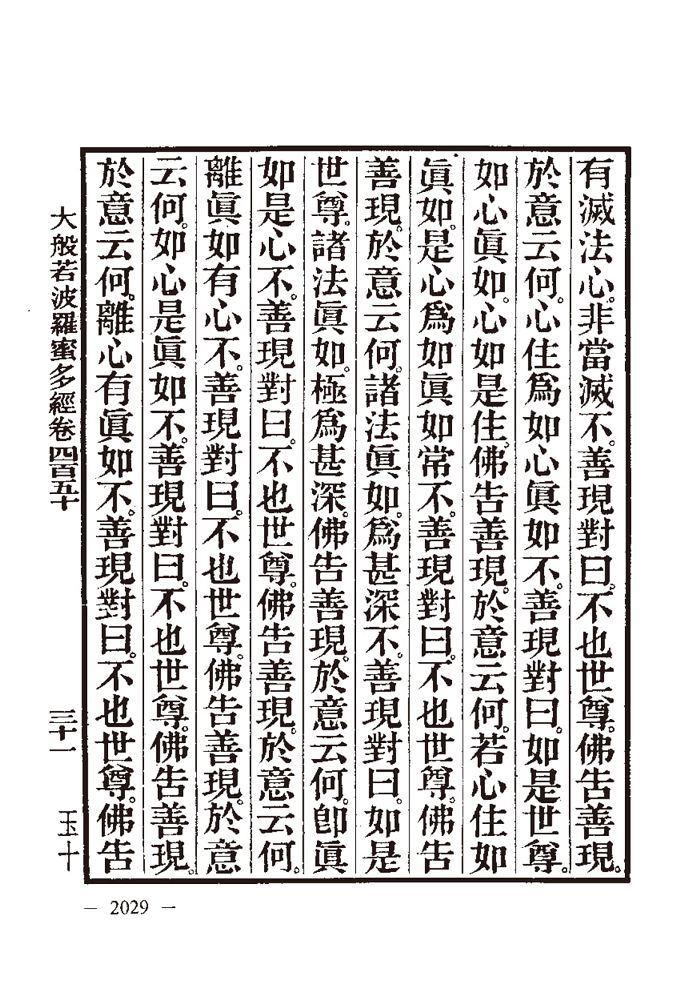 有滅法心。非當滅不。善現對曰。不也世尊。佛告善現。
於意云何。心住爲如心眞如不。善現對曰。如是世尊。
如心眞如。心如是住。佛告善現。於意云何。若心住如
眞如。是心爲如眞如常不。善現對曰。不也世尊。佛告
善現。於意云何。諸法眞如。爲甚深不。善現對曰。如是
世尊。諸法眞如。極爲甚深。佛告善現。於意云何。卽眞
如是心不。善現對曰。不也世尊。佛告善現。於意云何。
離眞如有心不。善現對曰。不也世尊。佛告善現。於意
云何。如心是眞如不。善現對曰。不也世尊。佛告善現。
於意云何。離心有眞如不。善現對曰。不也世尊。佛告
大般若波羅蜜多經卷四百五十
三十一
玉十
— 2029 —